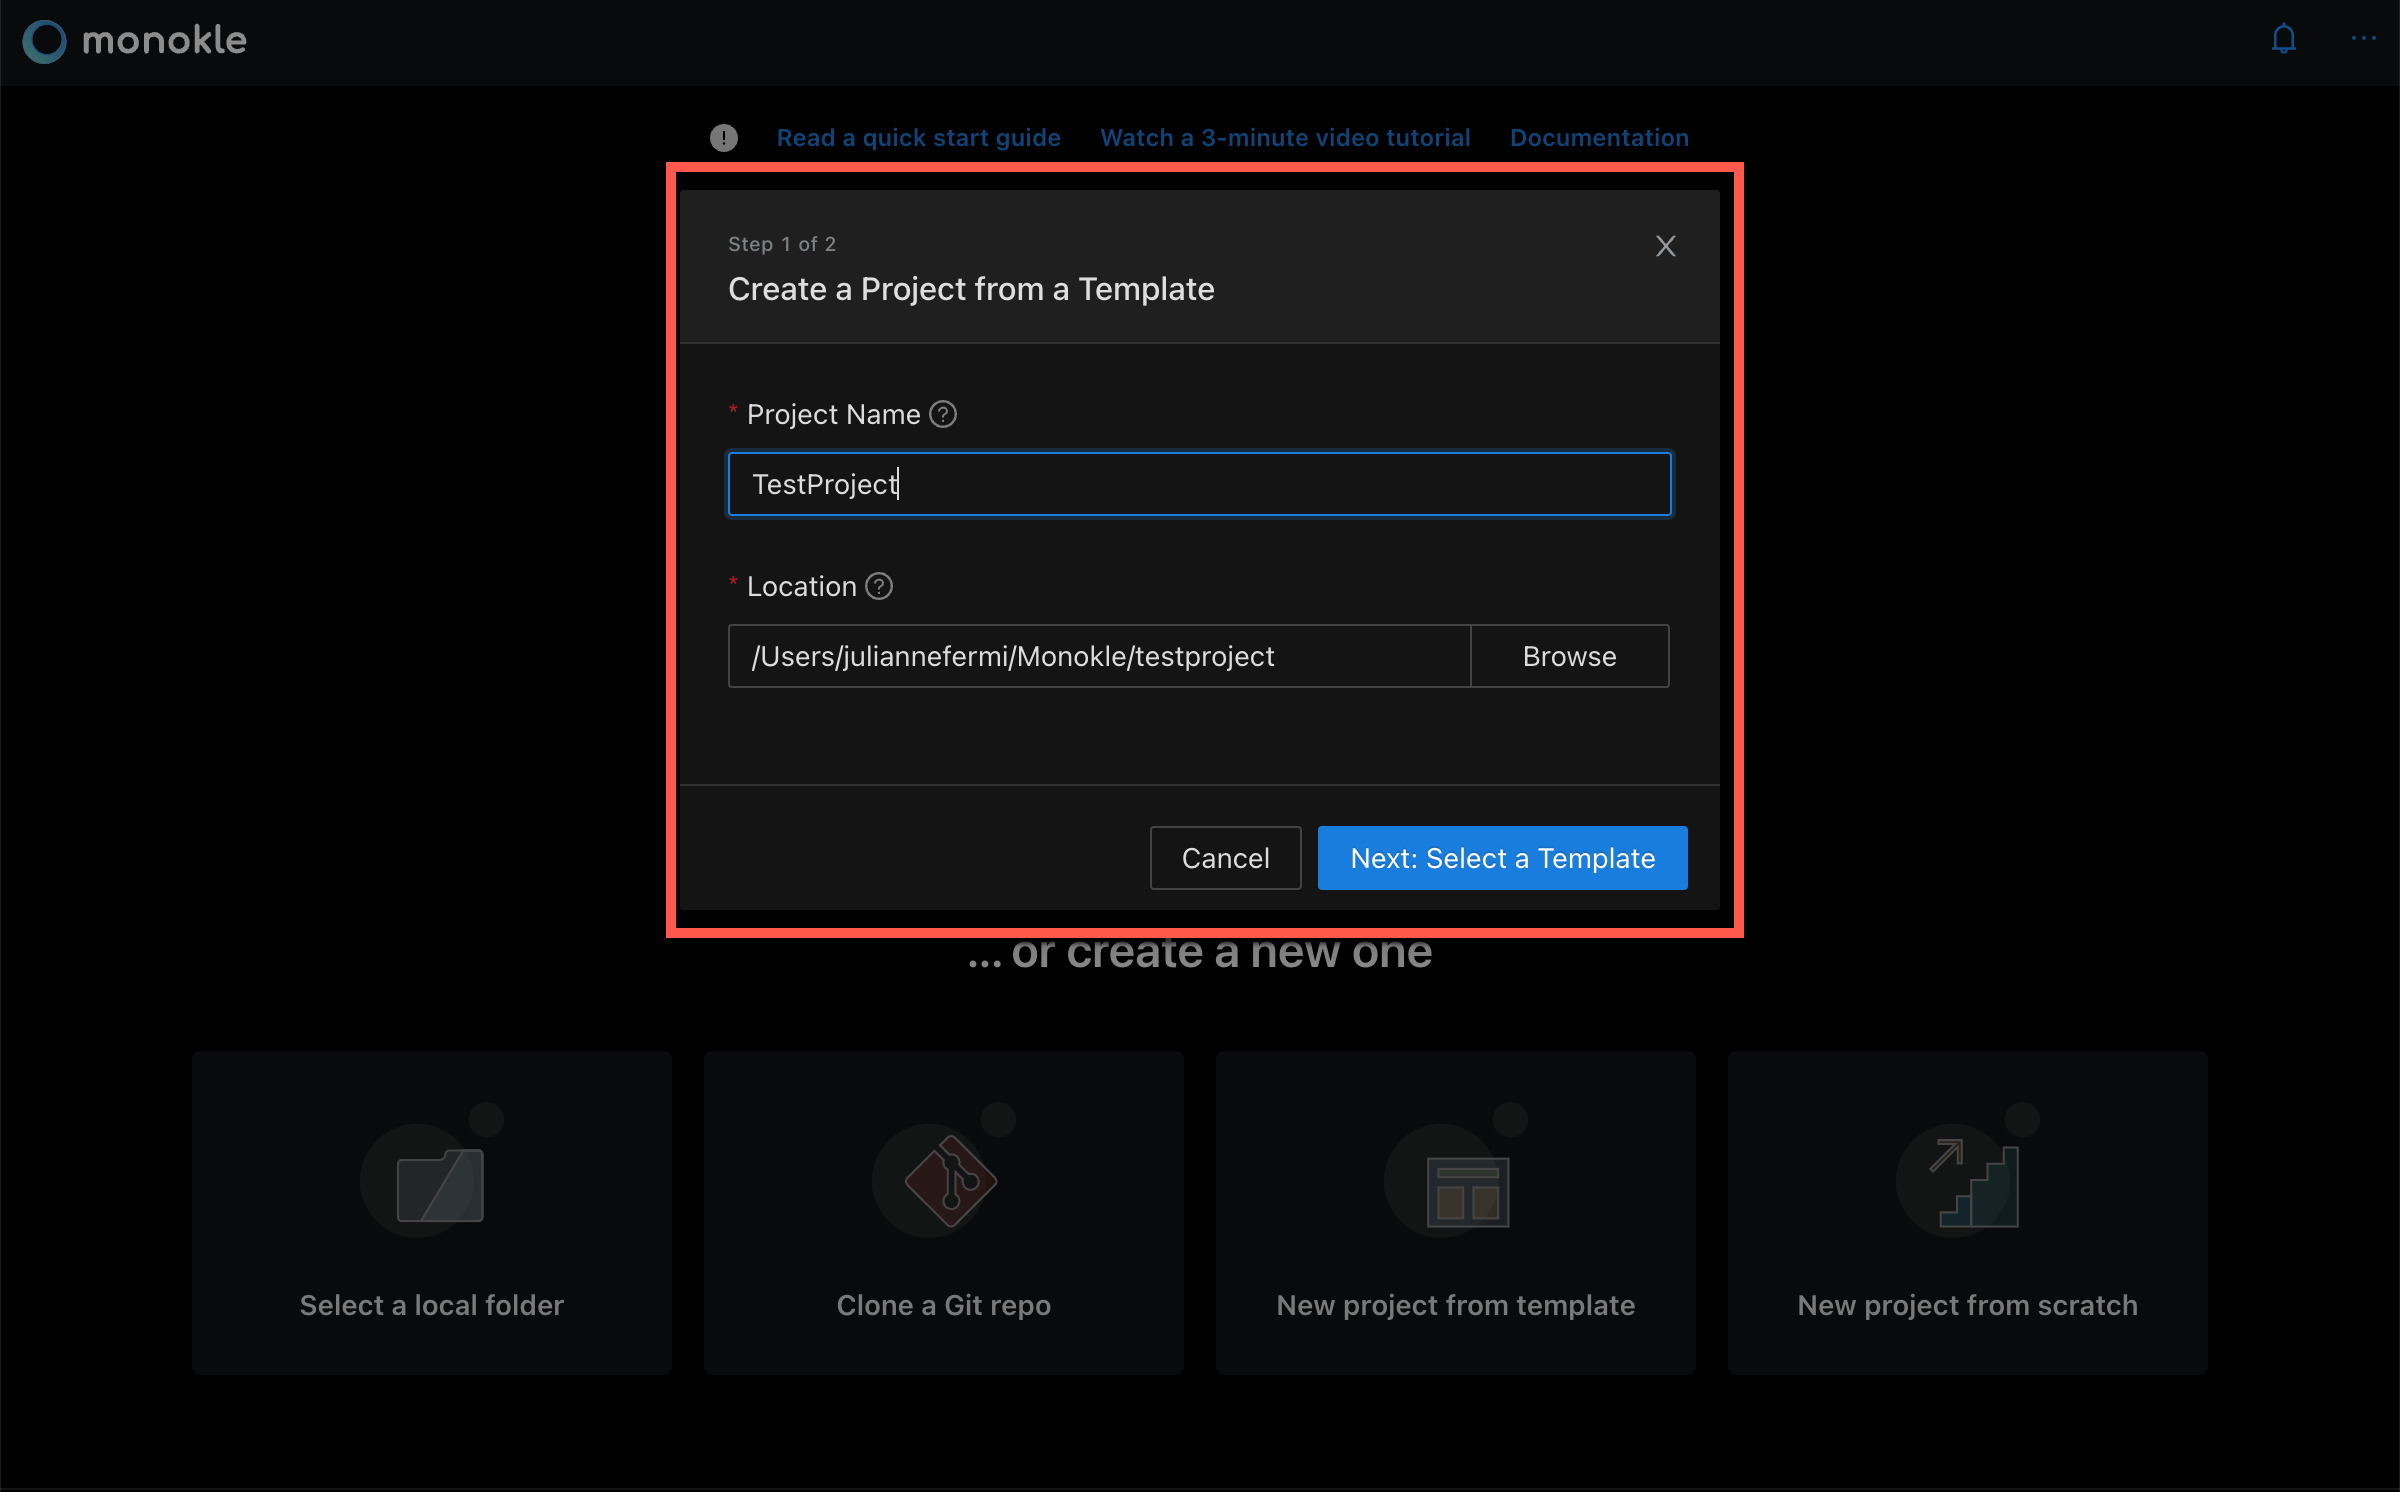 monokle
Read a quick start guide Watch a 3-minute video tutorial Documentation
Step 1 of 2
Create a Project from a Template
* Project Name
TestProject
* Location
/Users/juliannefermi/Monokle/testproject Browse
Cancel Next: Select a Template
... or create a new one
Select a local folder Clone a Git repo New project from template New project from scratch